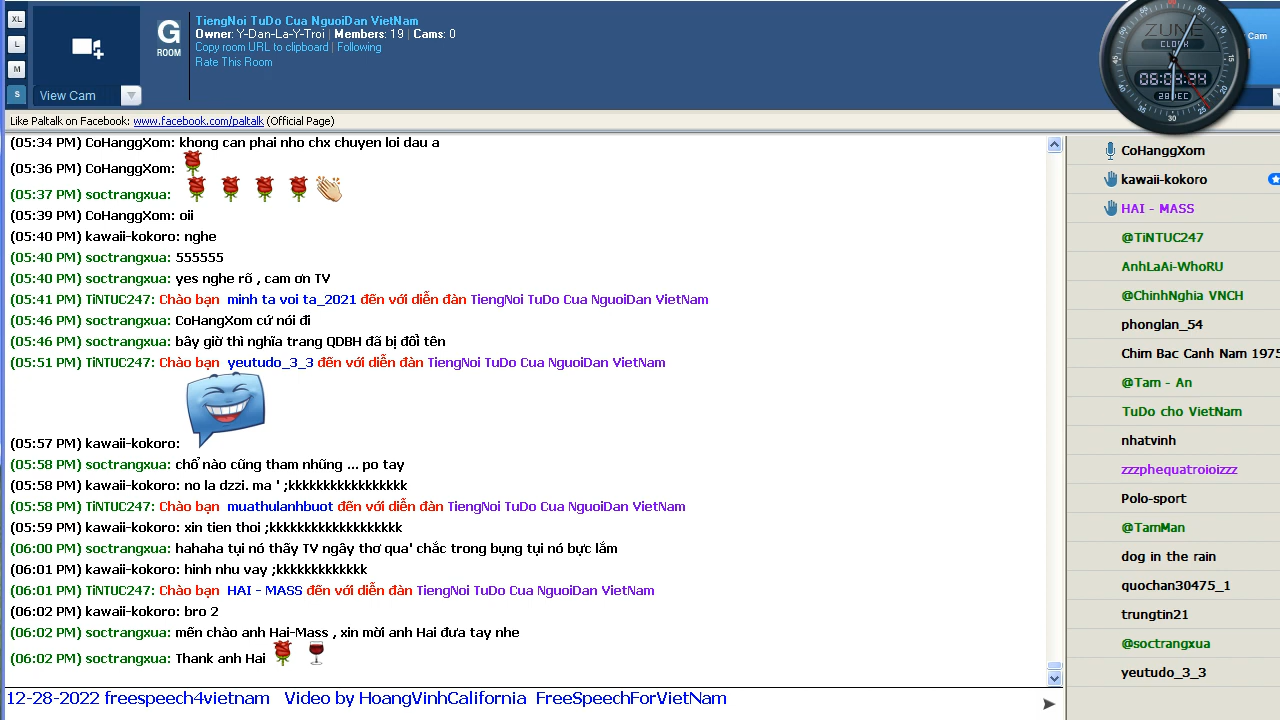 XL
L
M
S
View Cam
G
ROOM
TiengNoi TuDo Cua NguoiDan VietNam
Owner: Y-Dan-La-Y-Troi | Members: 19 | Cams: 0
Copy room URL to clipboard | Following
Rate This Room
ZUNE
CLOCK
28 DEC
Cam
Like Paltalk on Facebook: www.facebook.com/paltalk (Official Page)
(05:34 PM) CoHanggXom: khong can phai nho chx chuyen loi dau a
(05:36 PM) CoHanggXom:
(05:37 PM) soctrangxua:
(05:39 PM) CoHanggXom: oii
(05:40 PM) kawaii-kokoro: nghe
(05:40 PM) soctrangxua: 555555
(05:40 PM) soctrangxua: yes nghe rõ , cam ơn TV
(05:41 PM) TiNTUC247: Chào bạn minh ta voi ta_2021 đến với diễn đàn TiengNoi TuDo Cua NguoiDan VietNam
(05:46 PM) soctrangxua: CoHangXom cứ nói đi
(05:46 PM) soctrangxua: bây giờ thì nghĩa trang QDBH đã bị đổi tên
(05:51 PM) TiNTUC247: Chào bạn yeutudo_3_3 đến với diễn đàn TiengNoi TuDo Cua NguoiDan VietNam
(05:57 PM) kawaii-kokoro:
(05:58 PM) soctrangxua: chổ nào cũng tham nhũng ... po tay
(05:58 PM) kawaii-kokoro: no la dzzi. ma ' ;kkkkkkkkkkkkkkkkk
(05:58 PM) TiNTUC247: Chào bạn muathulanhbuot đến với diễn đàn TiengNoi TuDo Cua NguoiDan VietNam
(05:59 PM) kawaii-kokoro: xin tien thoi ;kkkkkkkkkkkkkkkkkkk
(06:00 PM) soctrangxua: hahaha tụi nó thấy TV ngây thơ qua' chắc trong bụng tụi nó bực lắm
(06:01 PM) kawaii-kokoro: hinh nhu vay ;kkkkkkkkkkkkk
(06:01 PM) TiNTUC247: Chào bạn HAI - MASS đến với diễn đàn TiengNoi TuDo Cua NguoiDan VietNam
(06:02 PM) kawaii-kokoro: bro 2
(06:02 PM) soctrangxua: mến chào anh Hai-Mass , xin mời anh Hai đưa tay nhe
(06:02 PM) soctrangxua: Thank anh Hai
12-28-2022 freespeech4vietnam Video by HoangVinhCalifornia FreeSpeechForVietNam
CoHanggXom
kawaii-kokoro
HAI - MASS
@TiNTUC247
AnhLaAi-WhoRU
@ChinhNghia VNCH
phonglan_54
Chim Bac Canh Nam 1975
@Tam - An
TuDo cho VietNam
nhatvinh
zzzphequatroioizzz
Polo-sport
@TamMan
dog in the rain
quochan30475_1
trungtin21
@soctrangxua
yeutudo_3_3